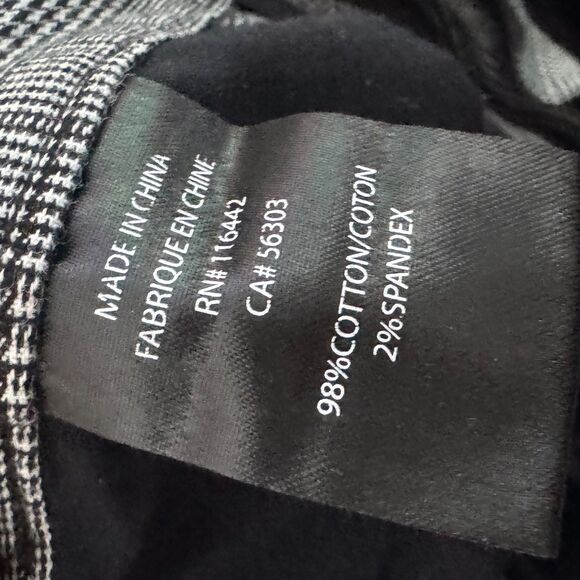 MADE IN CHINA
FABRIQUE EN CHINE
RN# 116442
CA# 56303
98%COTTON/COTON
2%SPANDEX